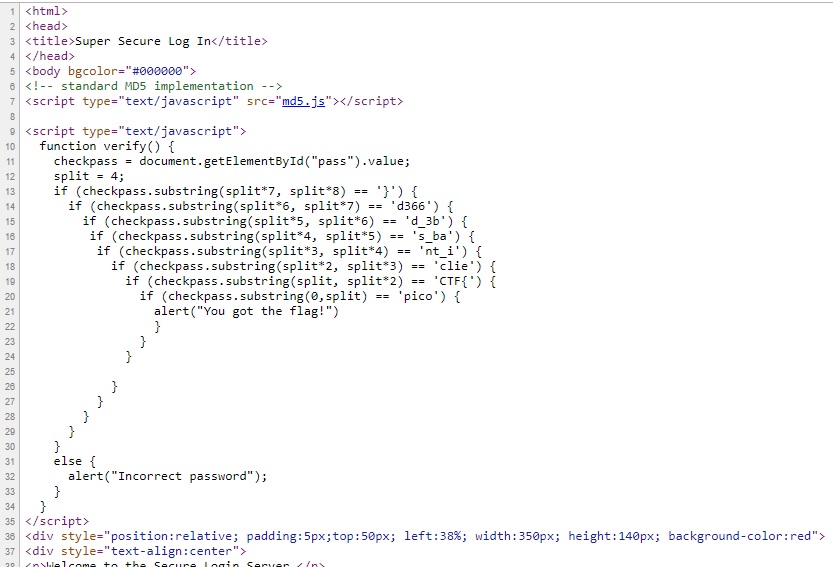 1 <html>
2 <head>
3 <title>Super Secure Log In</title>
4 </head>
5 <body bgcolor="#000000">
6 <!-- standard MD5 implementation -->
7 <script type="text/javascript" src="md5.js"></script>
8
9 <script type="text/javascript">
10 function verify() {
11 checkpass = document.getElementById("pass").value;
12 split = 4;
13 if (checkpass.substring(split*7, split*8) == '}') {
14 if (checkpass.substring(split*6, split*7) == 'd366') {
15 if (checkpass.substring(split*5, split*6) == 'd_3b') {
16 if (checkpass.substring(split*4, split*5) == 's_ba') {
17 if (checkpass.substring(split*3, split*4) == 'nt_i') {
18 if (checkpass.substring(split*2, split*3) == 'clie') {
19 if (checkpass.substring(split, split*2) == 'CTF{') {
20 if (checkpass.substring(0,split) == 'pico') {
21 alert("You got the flag!")
22 }
23 }
24 }
25
26 }
27 }
28 }
29 }
30 }
31 else {
32 alert("Incorrect password");
33 }
34 }
35 </script>
36 <div style="position:relative; padding:5px;top:50px; left:38%; width:350px; height:140px; background-color:red">
37 <div style="text-align:center">
38 <p>Welcome to the Secure Login Server.</p>